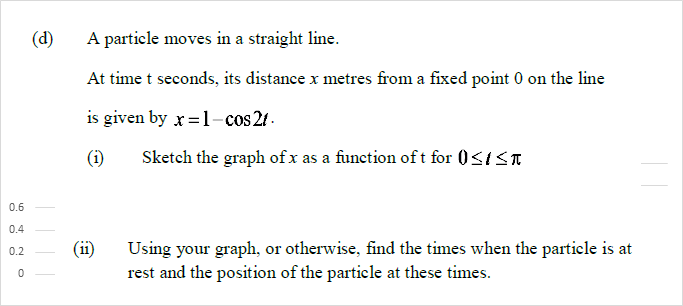 (d) A particle moves in a straight line.
At time t seconds, its distance x metres from a fixed point 0 on the line
is given by x = 1 – cos 2t .
(i) Sketch the graph of x as a function of t for 0 ≤ t ≤ π
0.6
0.4
0.2
0
(ii) Using your graph, or otherwise, find the times when the particle is at
rest and the position of the particle at these times.